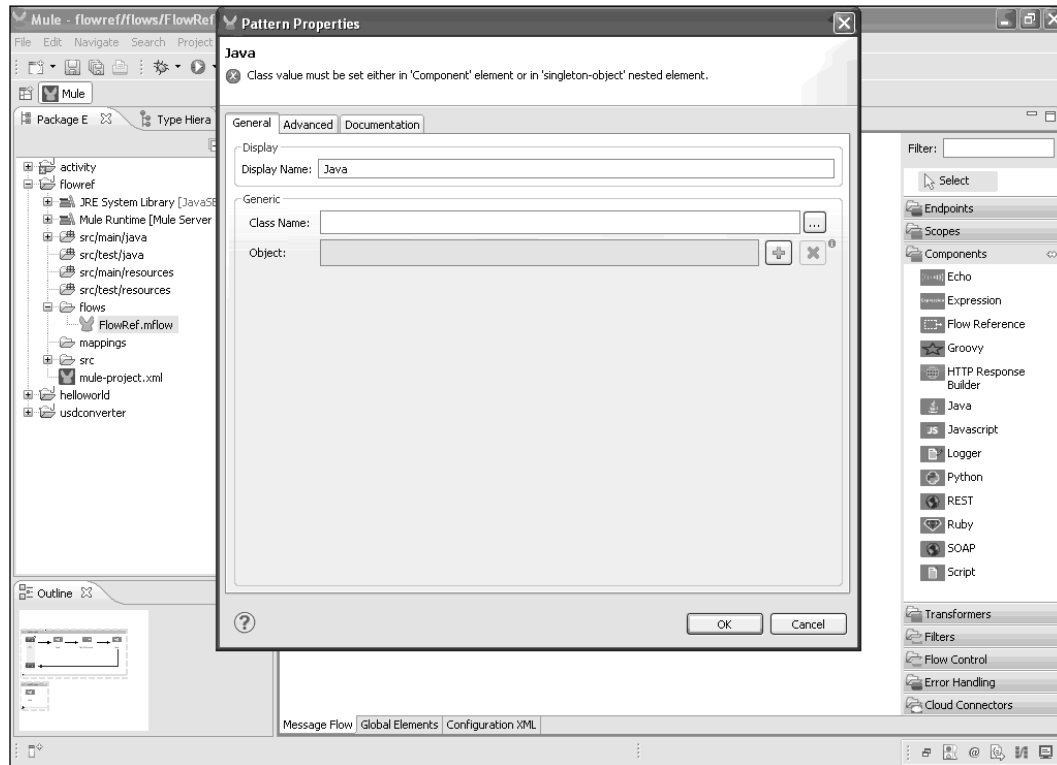 Mule - flowref/flows/FlowRef
File Edit Navigate Search Project
Mule
Package E
Type Hiera
activity
flowref
JRE System Library [JavaSE
Mule Runtime [Mule Server
src/main/java
src/test/java
src/main/resources
src/test/resources
flows
FlowRef.mflow
mappings
src
mule-project.xml
helloworld
usdconverter
Outline
Pattern Properties
Java
Class value must be set either in 'Component' element or in 'singleton-object' nested element.
General Advanced Documentation
Display
Display Name: Java
Generic
Class Name:
...
Object:
OK Cancel
Message Flow Global Elements Configuration XML
Filter:
Select
Endpoints
Scopes
Components
Echo
Expression
Flow Reference
Groovy
HTTP Response
Builder
Java
JS Javascript
Logger
Python
REST
Ruby
SOAP
Script
Transformers
Filters
Flow Control
Error Handling
Cloud Connectors